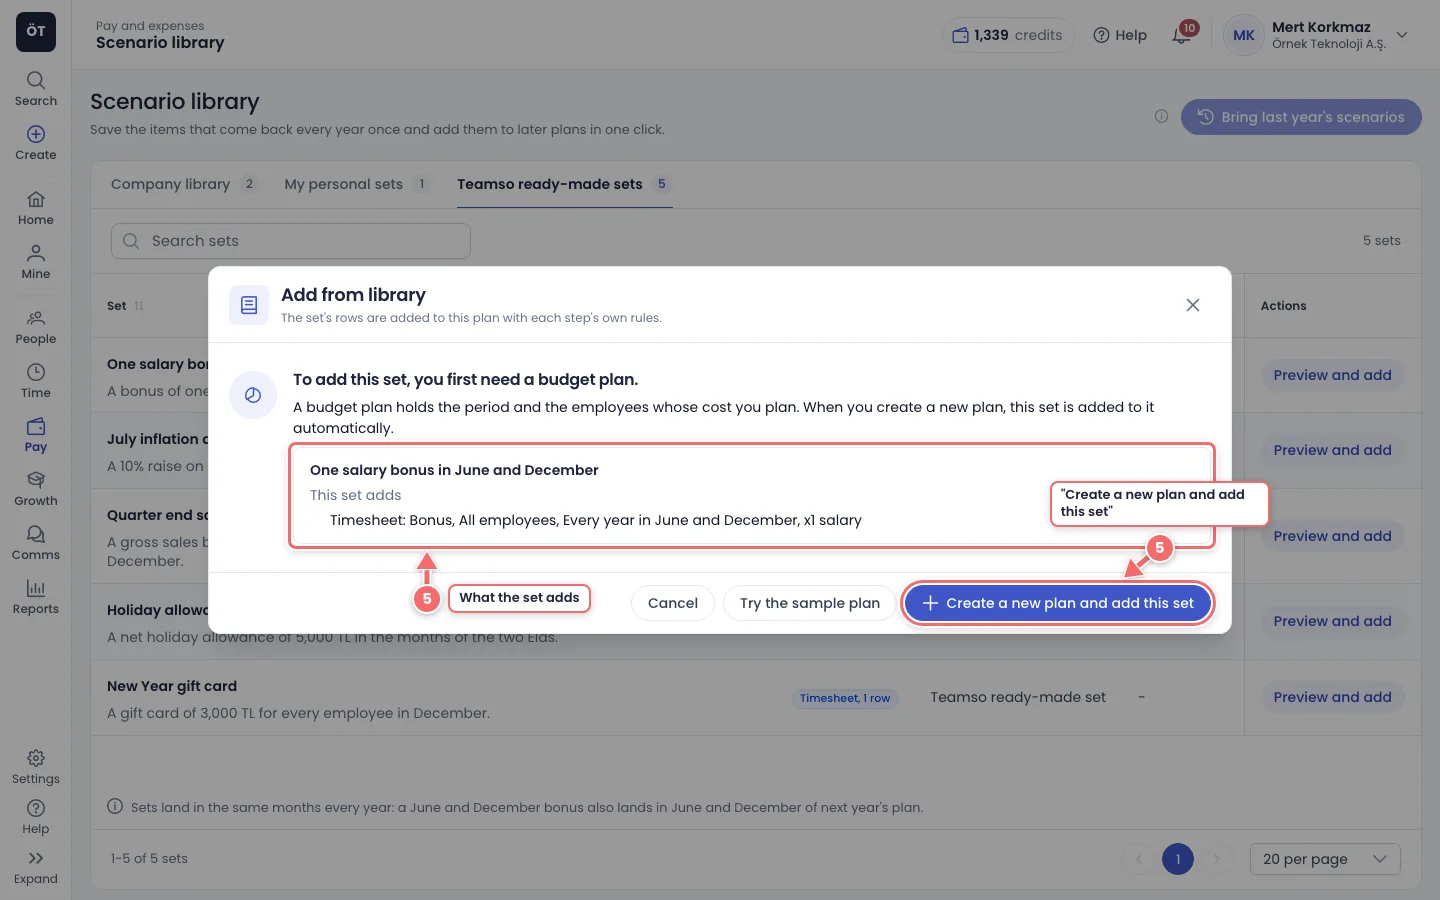 ÖT
Pay and expenses
Scenario library
1,339 credits
Help
10
MK
Mert Korkmaz
Örnek Teknoloji A.Ş.
Search
Create
Home
Mine
People
Time
Pay
Growth
Comms
Reports
Settings
Help
Expand
Scenario library
Save the items that come back every year once and add them to later plans in one click.
Bring last year's scenarios
Company library 2
My personal sets 1
Teamso ready-made sets 5
Search sets
5 sets
Set
Actions
One salary bon
A bonus of one
Preview and add
July inflation
A 10% raise on
Preview and add
Quarter end s
A gross sales b
December.
Preview and add
Holiday allow
A net holiday allowance of 5,000 TL in the months of the two Eids.
Preview and add
New Year gift card
A gift card of 3,000 TL for every employee in December.
Timesheet, 1 row
Teamso ready-made set
-
Preview and add
Sets land in the same months every year: a June and December bonus also lands in June and December of next year's plan.
1-5 of 5 sets
1
20 per page
Add from library
The set's rows are added to this plan with each step's own rules.
To add this set, you first need a budget plan.
A budget plan holds the period and the employees whose cost you plan. When you create a new plan, this set is added to it
automatically.
One salary bonus in June and December
This set adds
Timesheet: Bonus, All employees, Every year in June and December, x1 salary
"Create a new plan and add
this set"
5
5
What the set adds
Cancel
Try the sample plan
Create a new plan and add this set